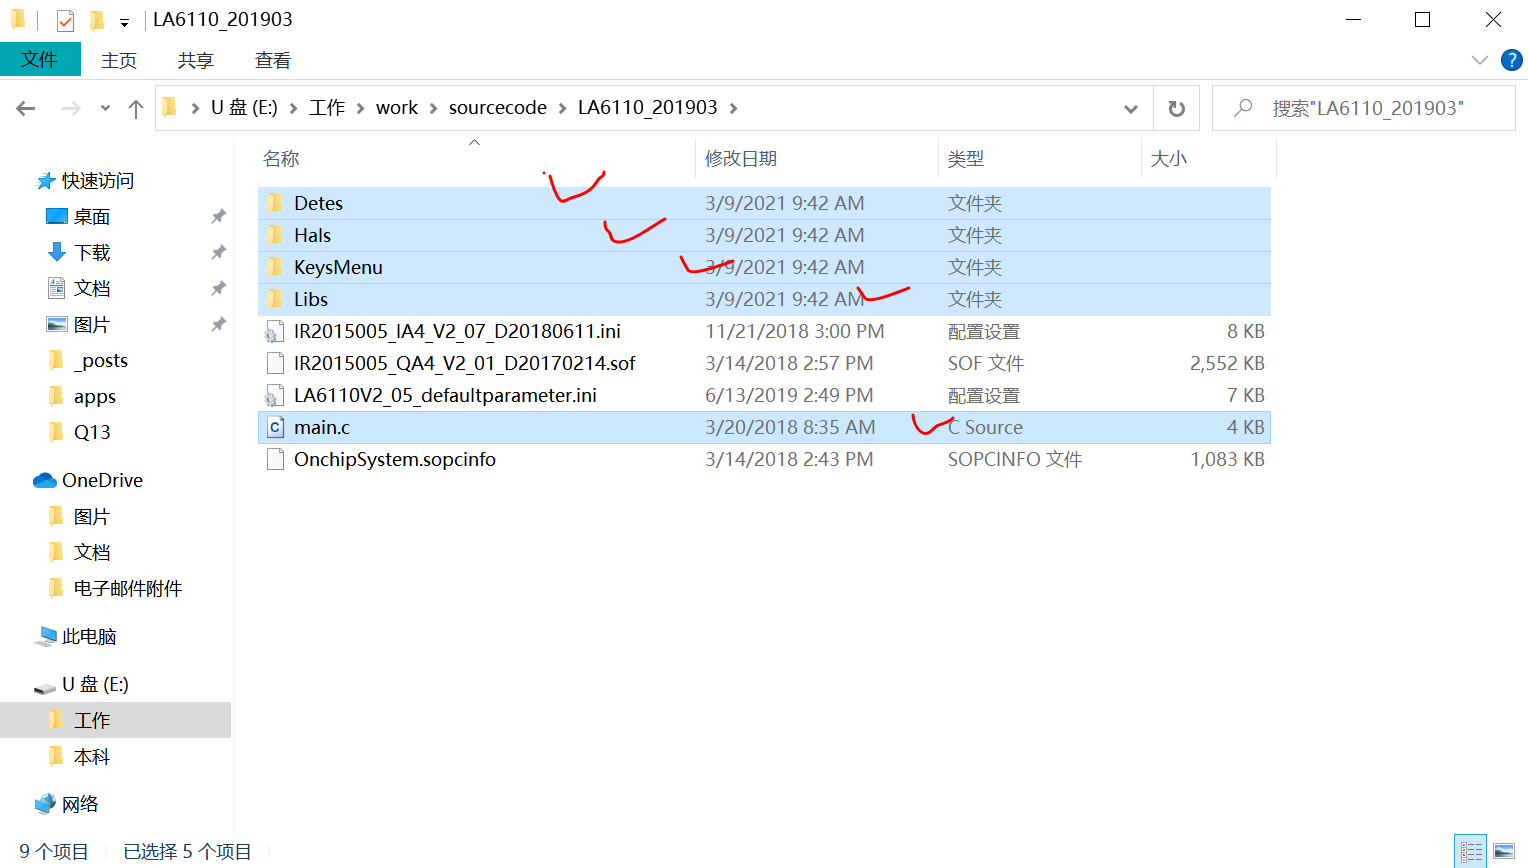 LA6110_201903
文件 主页 共享 查看
U 盘 (E:) 工作 work sourcecode LA6110_201903 搜索"LA6110_201903"
名称 修改日期 类型 大小
快速访问
桌面
下载
文档
图片
_posts
apps
Q13
OneDrive
图片
文档
电子邮件附件
此电脑
U 盘 (E:)
工作
本科
网络
Detes 3/9/2021 9:42 AM 文件夹
Hals 3/9/2021 9:42 AM 文件夹
KeysMenu 3/9/2021 9:42 AM 文件夹
Libs 3/9/2021 9:42 AM 文件夹
IR2015005_IA4_V2_07_D20180611.ini 11/21/2018 3:00 PM 配置设置 8 KB
IR2015005_QA4_V2_01_D20170214.sof 3/14/2018 2:57 PM SOF 文件 2,552 KB
LA6110V2_05_defaultparameter.ini 6/13/2019 2:49 PM 配置设置 7 KB
main.c 3/20/2018 8:35 AM C Source 4 KB
OnchipSystem.sopcinfo 3/14/2018 2:43 PM SOPCINFO 文件 1,083 KB
9 个项目 已选择 5 个项目